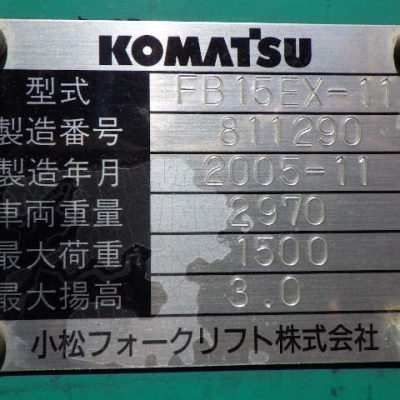 KOMATSU
型式 FB15EX-11
製造番号 811290
製造年月 2005-11
車両重量 2970
最大荷重 1500
最大揚高 3.0
小松フォークリフト株式会社